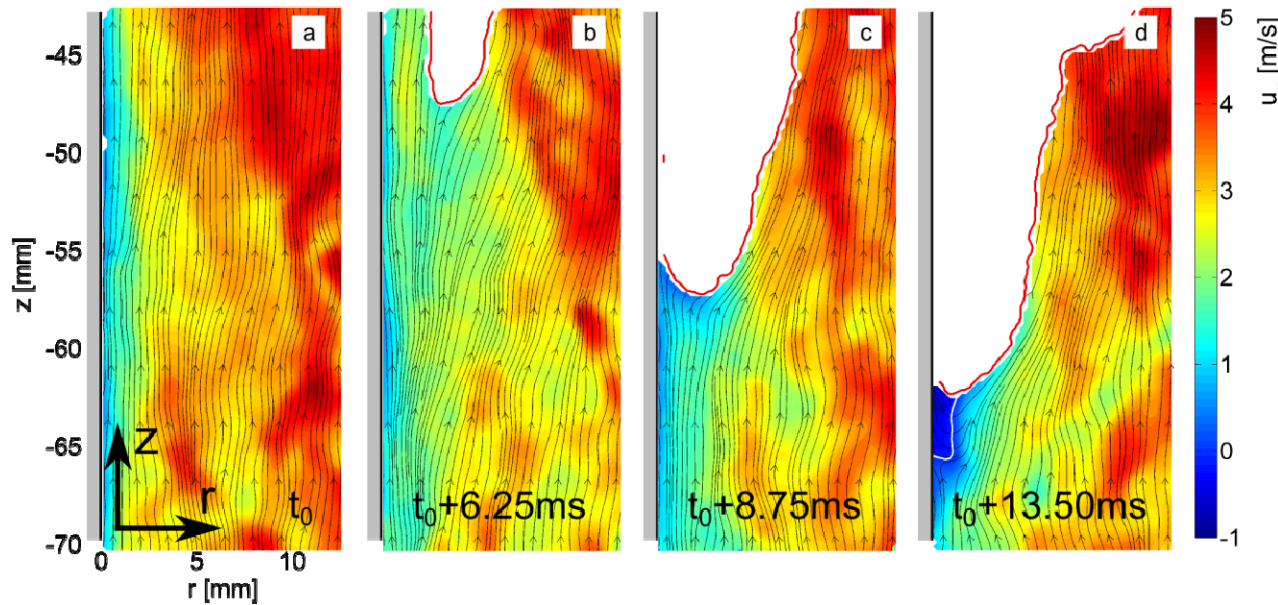 a
b
c
d
z [mm]
-45
-50
-55
-60
-65
-70
z
r
t₀
t₀+6.25ms
t₀+8.75ms
t₀+13.50ms
0
5
10
r [mm]
5
4
3
2
1
0
-1
u [m/s]